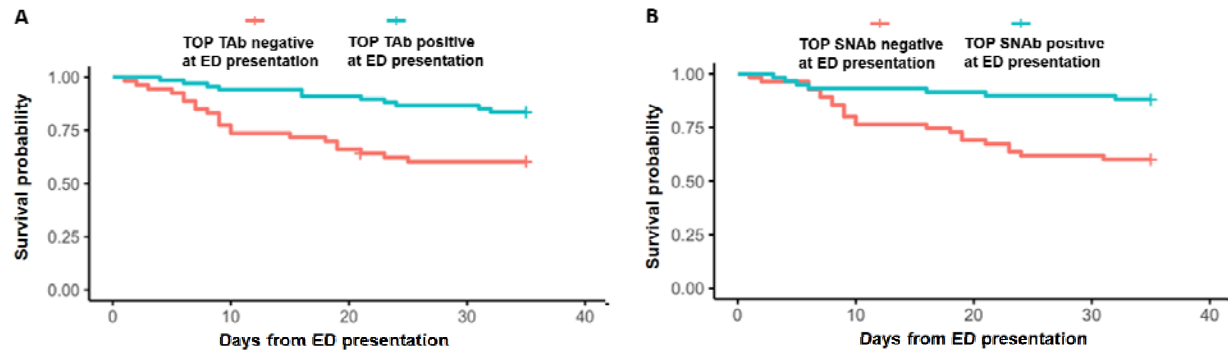 A
TOP TAb negative
at ED presentation
TOP TAb positive
at ED presentation
Survival probability
1.00
0.75
0.50
0.25
0.00
0
10
20
30
40
Days from ED presentation
B
TOP SNAb negative
at ED presentation
TOP SNAb positive
at ED presentation
Survival probability
1.00
0.75
0.50
0.25
0.00
0
10
20
30
40
Days from ED presentation